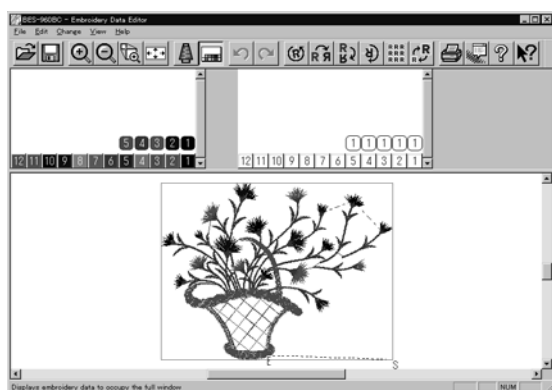 BES-960BC - Embroidery Data Editor
File Edit Change View Help
5 4 3 2 1
1 1 1 1 1
12 11 10 9 8 7 6 5 4 3 2 1
12 11 10 9 8 7 6 5 4 3 2 1
E
S
Displays embroidery data to occupy the full window
NUM